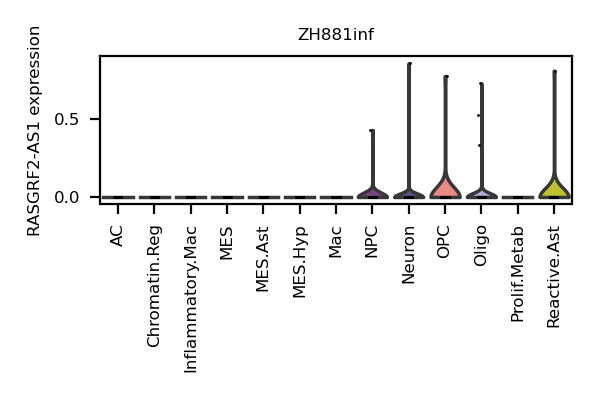 ZH881inf
RASGRF2-AS1 expression
0.5
0.0
AC
Chromatin.Reg
Inflammatory.Mac
MES
MES.Ast
MES.Hyp
Mac
NPC
Neuron
OPC
Oligo
Prolif.Metab
Reactive.Ast